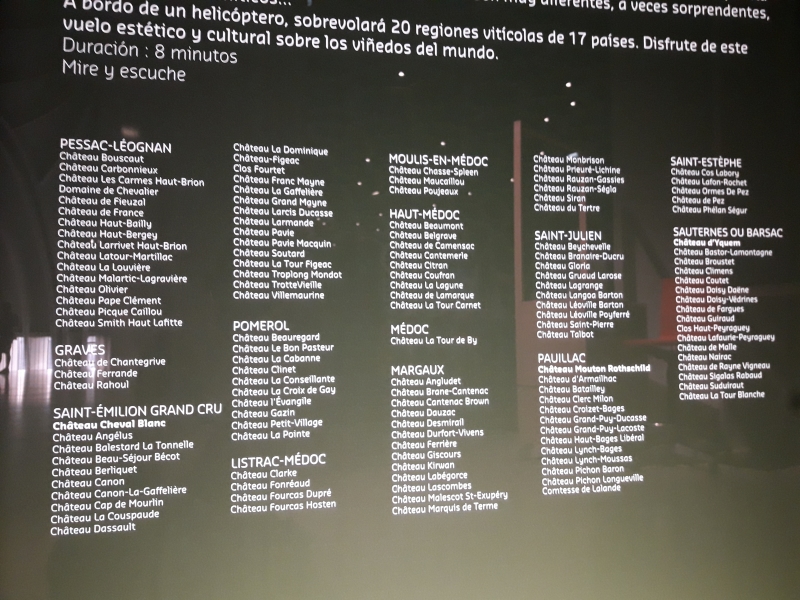 muy diferentes, a veces sorprendentes,
A bordo de un helicóptero, sobrevolará 20 regiones vitícolas de 17 países. Disfrute de este
vuelo estético y cultural sobre los viñedos del mundo.
Duración : 8 minutos
Mire y escuche
PESSAC-LÉOGNAN
Château Bouscaut
Château Carbonnieux
Château Les Carmes Haut-Brion
Domaine de Chevalier
Château de Fieuzal
Château de France
Château Haut-Bailly
Château Haut-Bergey
Château Larrivet Haut-Brion
Château Latour-Martillac
Château La Louvière
Château Malartic-Lagravière
Château Olivier
Château Pape Clément
Château Picque Caillou
Château Smith Haut Lafitte
GRAVES
Château de Chantegrive
Château Ferrande
Château Rahoul
SAINT-ÉMILION GRAND CRU
Château Cheval Blanc
Château Angélus
Château Balestard La Tonnelle
Château Beau-Séjour Bécot
Château Berliquet
Château Canon
Château Canon-La-Gaffelière
Château Cap de Mourlin
Château La Couspaude
Château Dassault
Château La Dominique
Château-Figeac
Clos Fourtet
Château Franc Mayne
Château La Gaffelière
Château Grand Mayne
Château Larcis Ducasse
Château Larmande
Château Pavie
Château Pavie Macquin
Château Soutard
Château La Tour Figeac
Château Troplong Mondot
Château TrotteVieille
Château Villemaurine
POMEROL
Château Beauregard
Château Le Bon Pasteur
Château La Cabanne
Château Clinet
Château La Conseillante
Château La Croix de Gay
Château l'Évangile
Château Gazin
Château Petit-Village
Château La Pointe
LISTRAC-MÉDOC
Château Clarke
Château Fonréaud
Château Fourcas Dupré
Château Fourcas Hosten
MOULIS-EN-MÉDOC
Château Chasse-Spleen
Château Maucaillou
Château Poujeaux
HAUT-MÉDOC
Château Beaumont
Château Belgrave
Château de Camensac
Château Cantemerle
Château Citran
Château Coufran
Château La Lagune
Château de Lamarque
Château La Tour Carnet
MÉDOC
Château La Tour de By
MARGAUX
Château Angludet
Château Brane-Cantenac
Château Cantenac Brown
Château Dauzac
Château Desmirail
Château Durfort-Vivens
Château Ferrière
Château Giscours
Château Kirwan
Château Labégorce
Château Lascombes
Château Malescot St-Exupéry
Château Marquis de Terme
Château Monbrison
Château Prieuré-Lichine
Château Rauzan-Gassies
Château Rauzan-Ségla
Château Siran
Château du Tertre
SAINT-JULIEN
Château Beychevelle
Château Branaire-Ducru
Château Gloria
Château Gruaud Larose
Château Lagrange
Château Langoa Barton
Château Léoville Barton
Château Léoville Poyferré
Château Saint-Pierre
Château Talbot
PAUILLAC
Château Mouton Rothschild
Château d'Armailhac
Château Batailley
Château Clerc Milon
Château Croizet-Bages
Château Grand-Puy-Ducasse
Château Grand-Puy-Lacoste
Château Haut-Bages Libéral
Château Lynch-Bages
Château Lynch-Moussas
Château Pichon Baron
Château Pichon Longueville
Comtesse de Lalande
SAINT-ESTÈPHE
Château Cos Labory
Château Lafon-Rochet
Château Ormes De Pez
Château de Pez
Château Phélan Ségur
SAUTERNES OU BARSAC
Château d'Yquem
Château Bastor-Lamontagne
Château Broustet
Château Climens
Château Coutet
Château Doisy Daëne
Château Doisy-Védrines
Château de Fargues
Château Guiraud
Clos Haut-Peyraguey
Château Lafaurie-Peyraguey
Château de Malle
Château Nairac
Château de Rayne Vigneau
Château Sigalas Rabaud
Château Suduiraut
Château La Tour Blanche